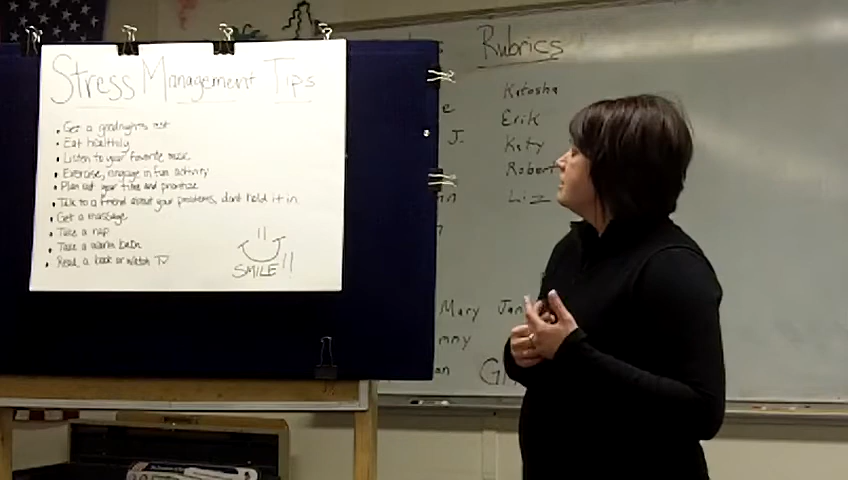 Stress Management Tips
• Get a goodnights rest
• Eat healthily
• Listen to your favorite music
• Exercise, engage in fun activity
• Plan out your time and prioritize
• Talk to a friend about your problems, dont hold it in
• Get a massage
• Take a nap
• Take a warm bath
• Read a book or watch TV
SMILE!!
Rubrics
Katasha
Erik
Katy
Robert
Liz
J.
Mary